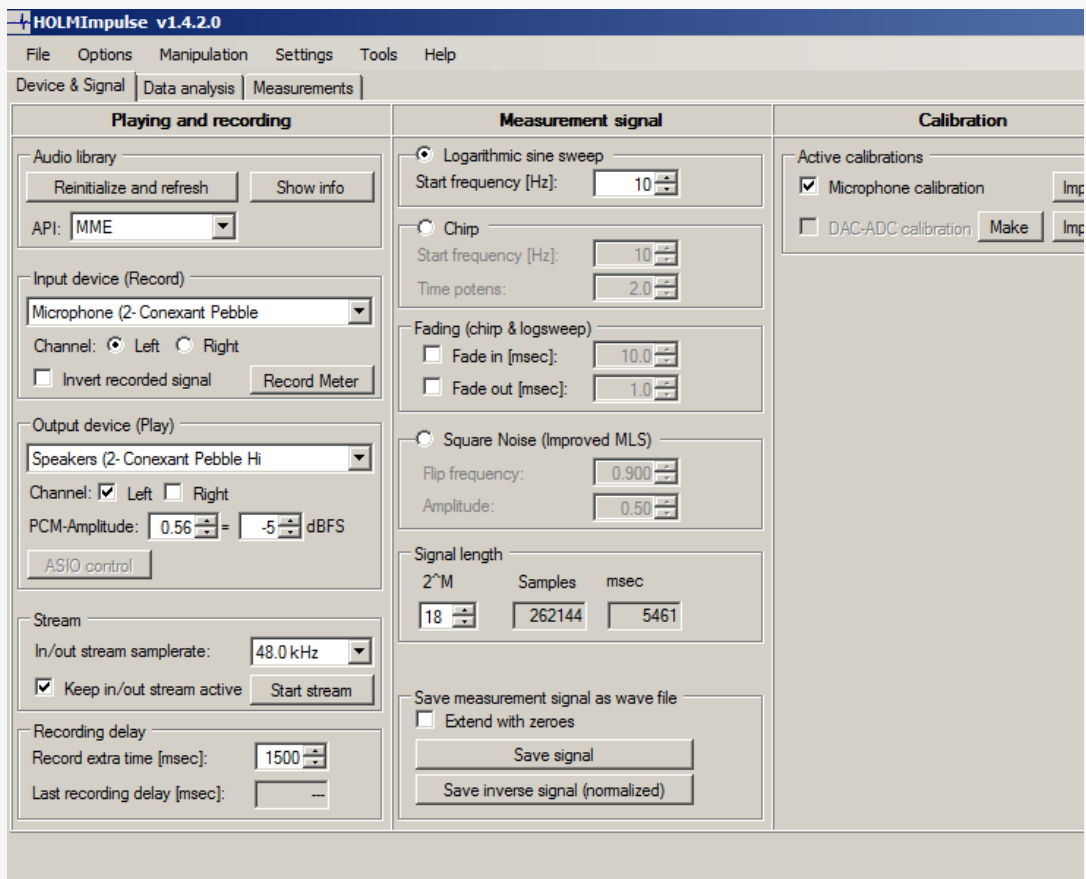 HOLMImpulse v1.4.2.0
File Options Manipulation Settings Tools Help
Device & Signal Data analysis Measurements
Playing and recording
Audio library
Reinitialize and refresh Show info
API: MME
Input device (Record)
Microphone (2- Conexant Pebble
Channel: Left Right
Invert recorded signal Record Meter
Output device (Play)
Speakers (2- Conexant Pebble Hi
Channel: Left Right
PCM-Amplitude: 0.56 = -5 dBFS
ASIO control
Stream
In/out stream samplerate: 48.0 kHz
Keep in/out stream active Start stream
Recording delay
Record extra time [msec]: 1500
Last recording delay [msec]: ---
Measurement signal
Logarithmic sine sweep
Start frequency [Hz]: 10
Chirp
Start frequency [Hz]: 10
Time potens: 2.0
Fading (chirp & logsweep)
Fade in [msec]: 10.0
Fade out [msec]: 1.0
Square Noise (Improved MLS)
Flip frequency: 0.900
Amplitude: 0.50
Signal length
2^M Samples msec
18 262144 5461
Save measurement signal as wave file
Extend with zeroes
Save signal
Save inverse signal (normalized)
Calibration
Active calibrations
Microphone calibration Imp
DAC-ADC calibration Make Imp